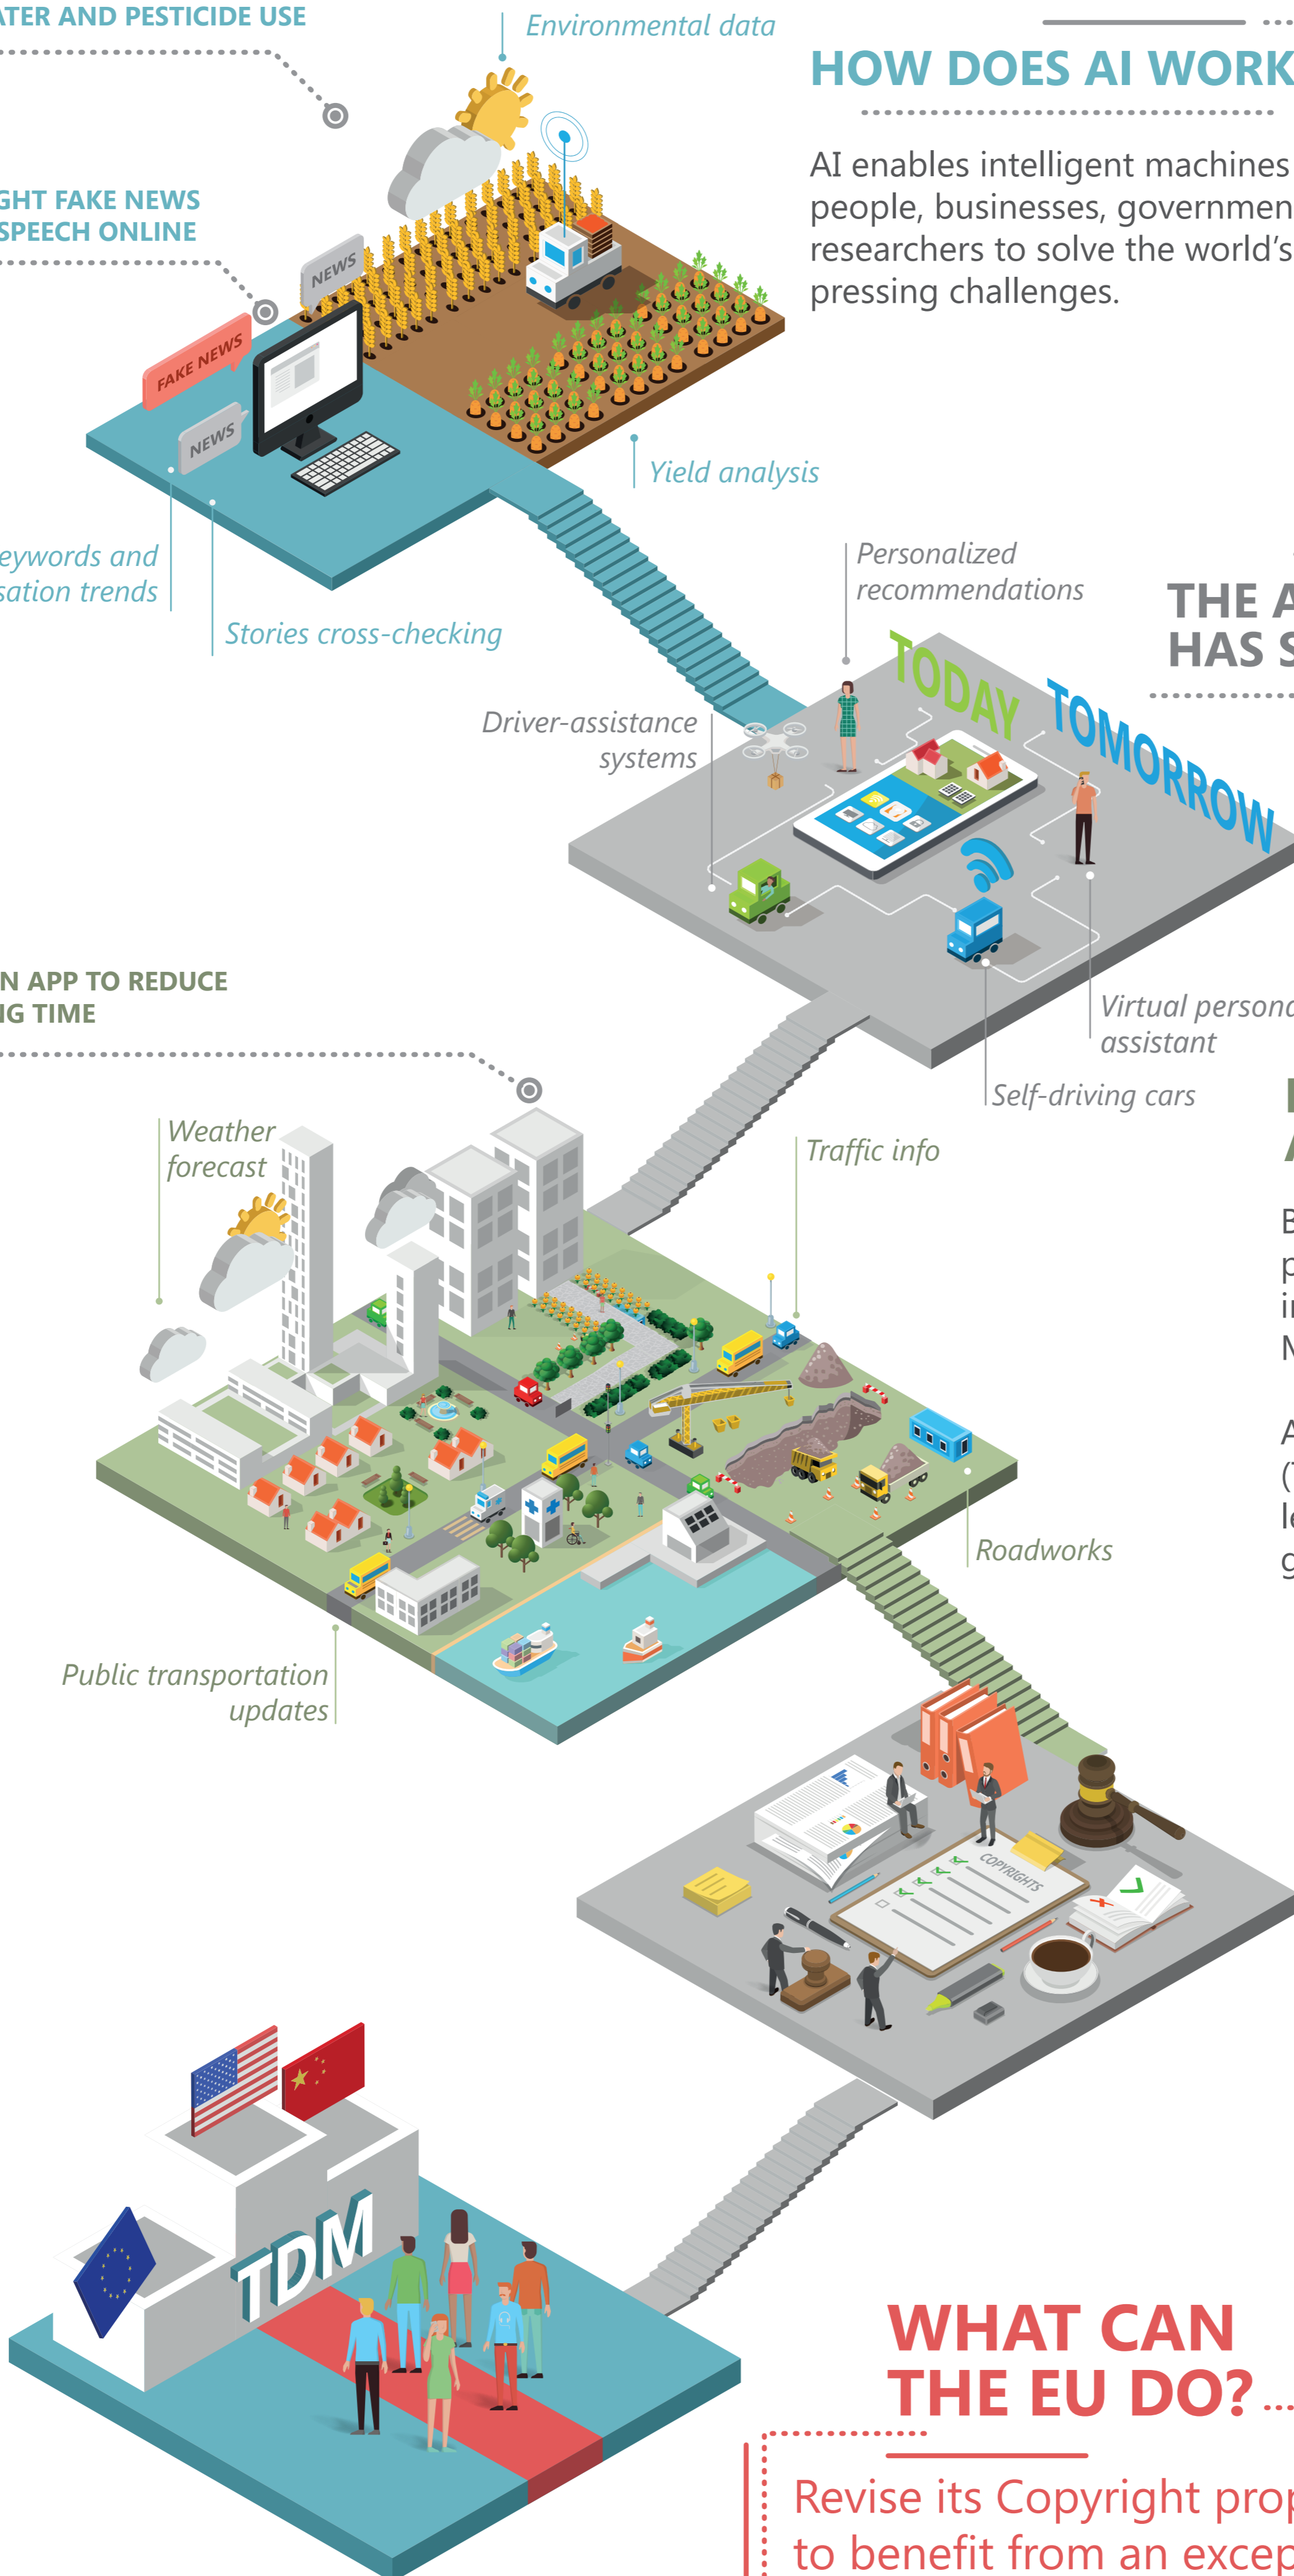 ATER AND PESTICIDE USE
Environmental data
HOW DOES AI WORK
AI enables intelligent machines
people, businesses, governmen
researchers to solve the world's
pressing challenges.
GHT FAKE NEWS
SPEECH ONLINE
NEWS
FAKE NEWS
NEWS
Yield analysis
eywords and
sation trends
Stories cross-checking
Personalized
recommendations
THE A
HAS S
TODAY
TOMORROW
Driver-assistance
systems
N APP TO REDUCE
NG TIME
Virtual persona
assistant
Self-driving cars
Weather
forecast
Traffic info
B
p
in
M
A
(T
le
g
Roadworks
Public transportation
updates
COPYRIGHTS
TDM
WHAT CAN
THE EU DO?
Revise its Copyright prop
to benefit from an excep